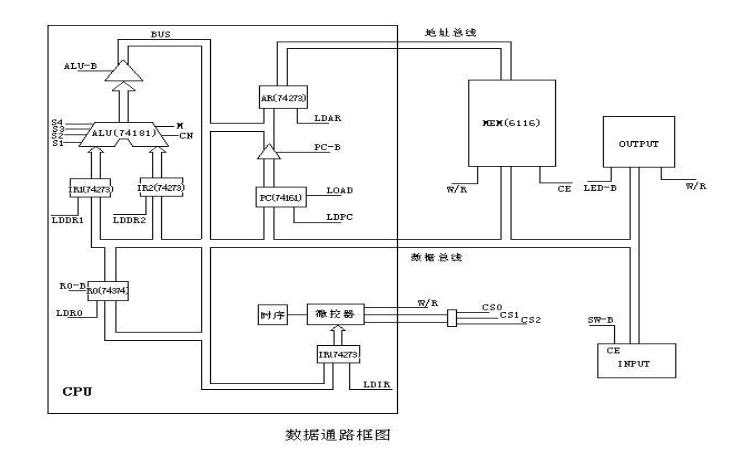 BUS
地址总线
ALU-B
AR(74273)
LDAR
S4
S3
S2
S1
ALU(74181)
M
CN
MEM(6116)
OUTPUT
PC-B
W/R
CE
LED-B
W/R
IR1(74273)
IR2(74273)
PC(74161)
LOAD
LDPC
LDDR1
LDDR2
数据总线
R0-B
R0(74374)
LDR0
时序
微控器
W/R
CS0
CS1
CS2
SW-B
CE
INPUT
IR(74273)
LDIR
CPU
数据通路框图